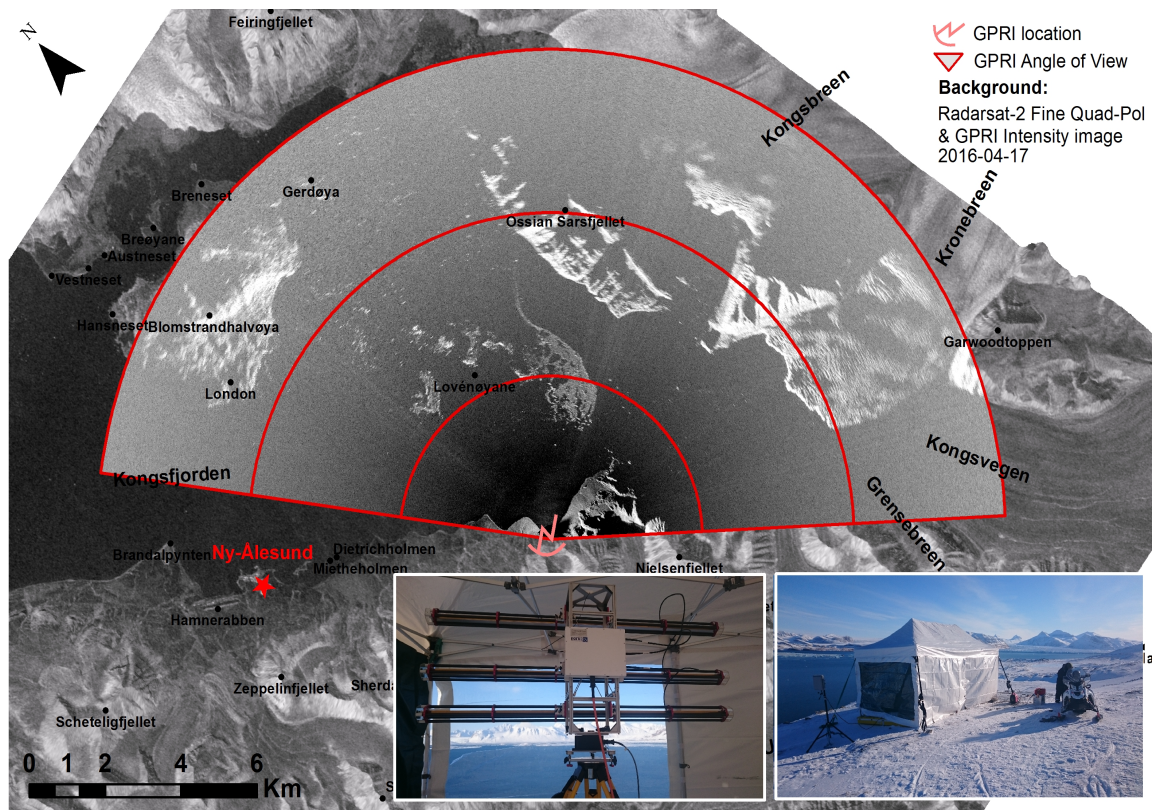 N
Feiringfjellet
GPRI location
GPRI Angle of View
Background:
Radarsat-2 Fine Quad-Pol
& GPRI Intensity image
2016-04-17
Kongsbreen
Kronebreen
Breneset
Gerdøya
Ossian Sarsfjellet
Breøyane
Austneset
Vestneset
Hansneset
Blomstrandhalvøya
Garwoodtoppen
London
Lovénøyane
Kongsfjorden
Kongsvegen
Grensebreen
Brandalpynten
Ny-Ålesund
Dietrichholmen
Mietheholmen
Nielsenfjellet
Hamnerabben
Zeppelinfjellet
Scheteligfjellet
0 1 2 4 6
Km